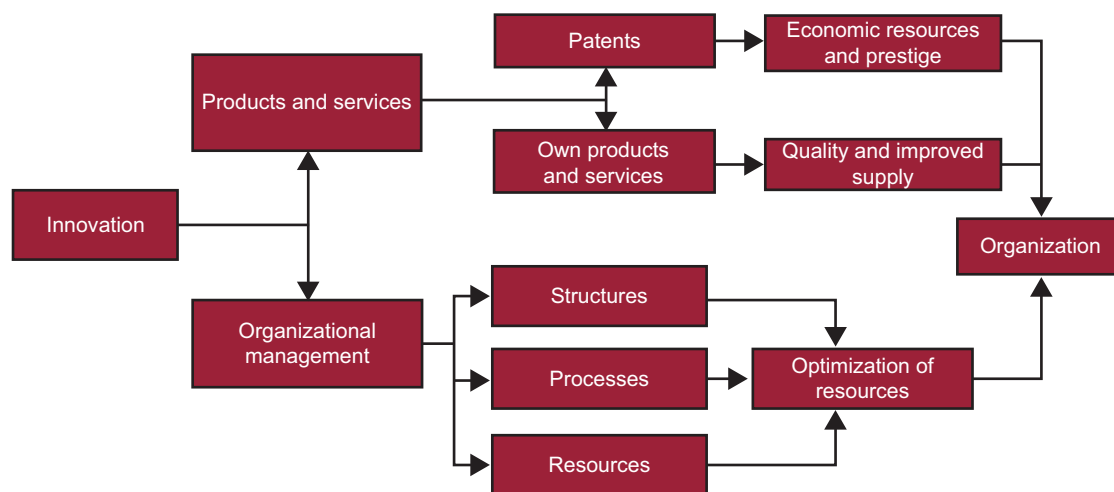 Patents
Economic resources
and prestige
Products and services
Own products
and services
Quality and improved
supply
Innovation
Organization
Structures
Organizational
management
Processes
Optimization of
resources
Resources